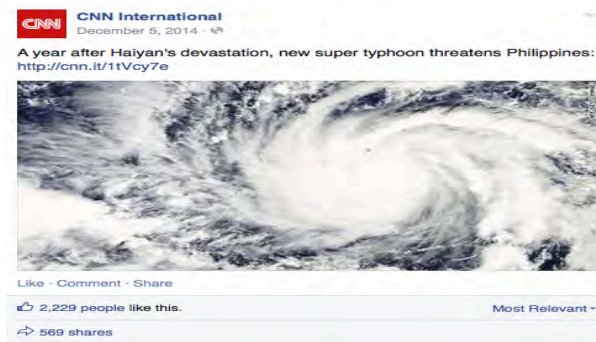 CNN
CNN International
December 5, 2014 ·
A year after Haiyan's devastation, new super typhoon threatens Philippines:
http://cnn.it/1tVcy7e
Like · Comment · Share
2,229 people like this.
Most Relevant
569 shares